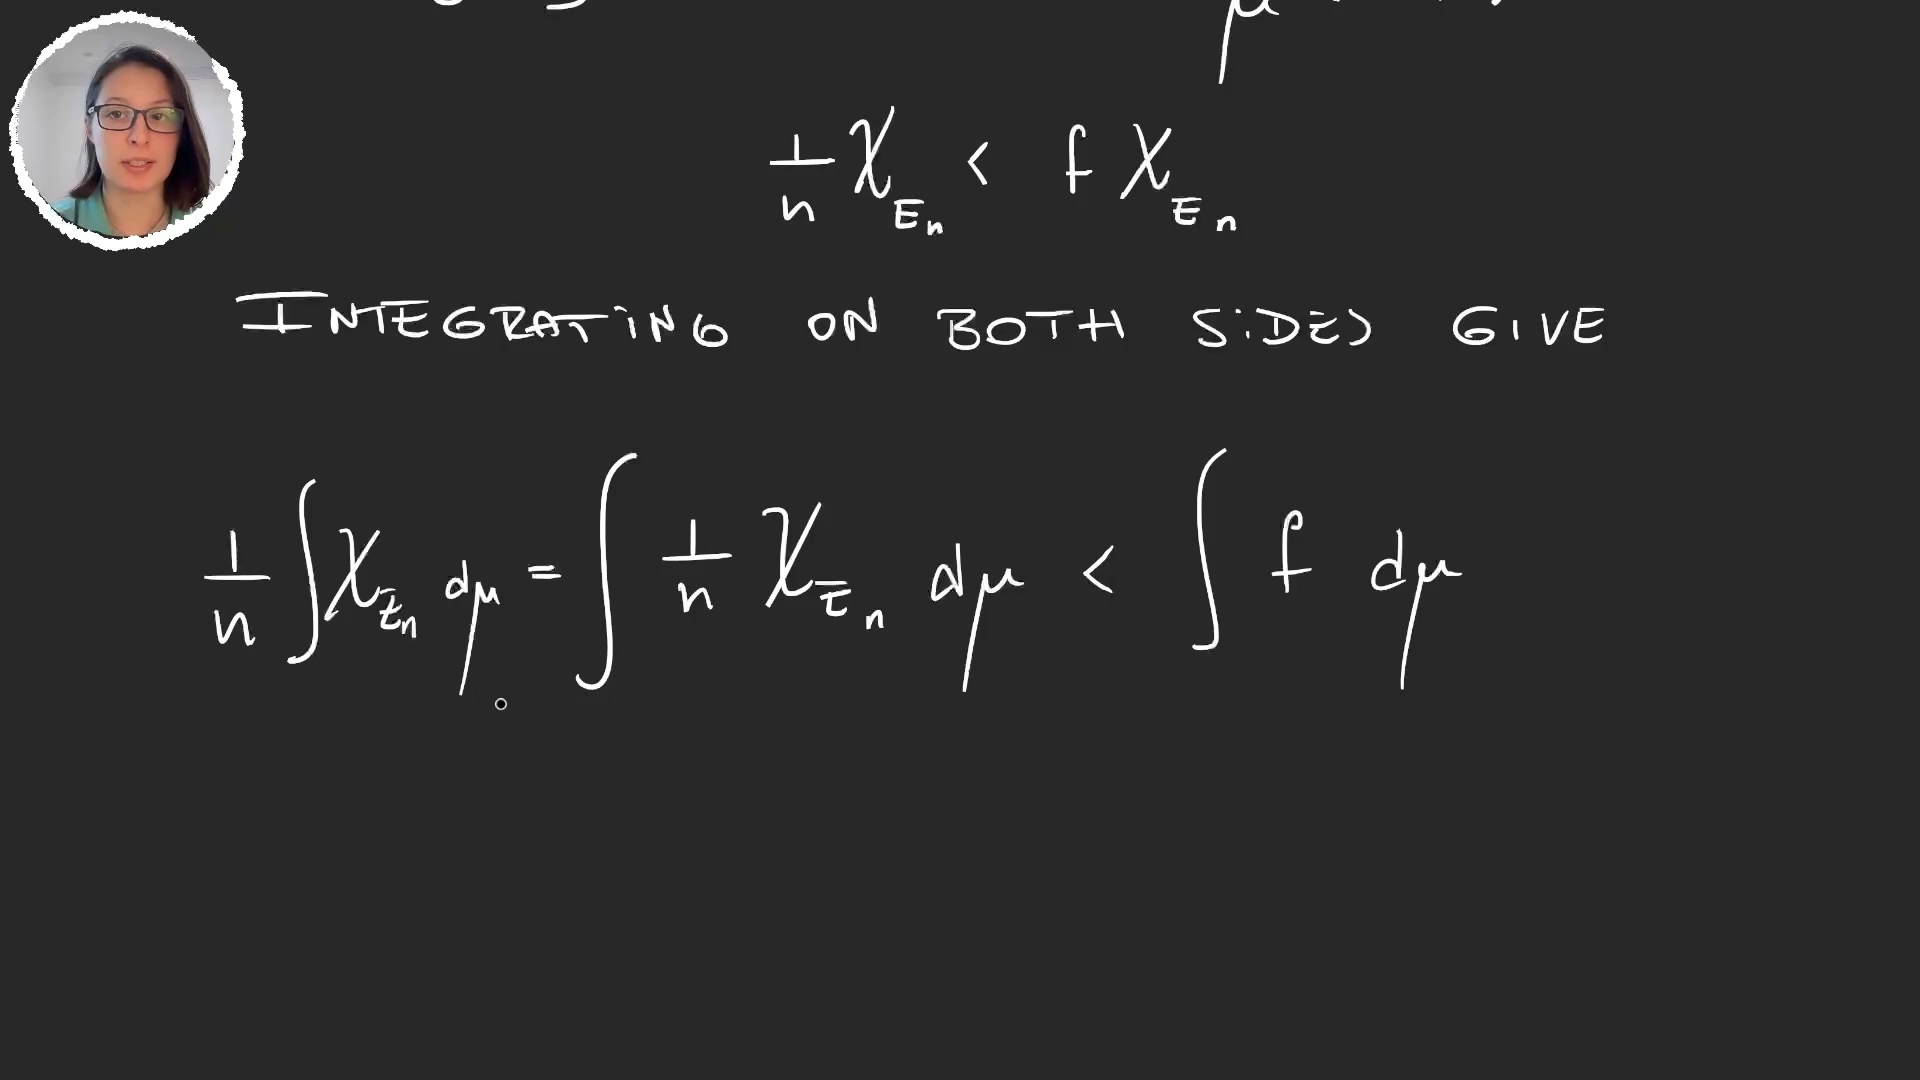 μ
1/n χ_{E_n} < f χ_{E_n}
INTEGRATING ON BOTH SIDES GIVE
1/n ∫ χ_{E_n} dμ = ∫ 1/n χ_{E_n} dμ < ∫ f dμ